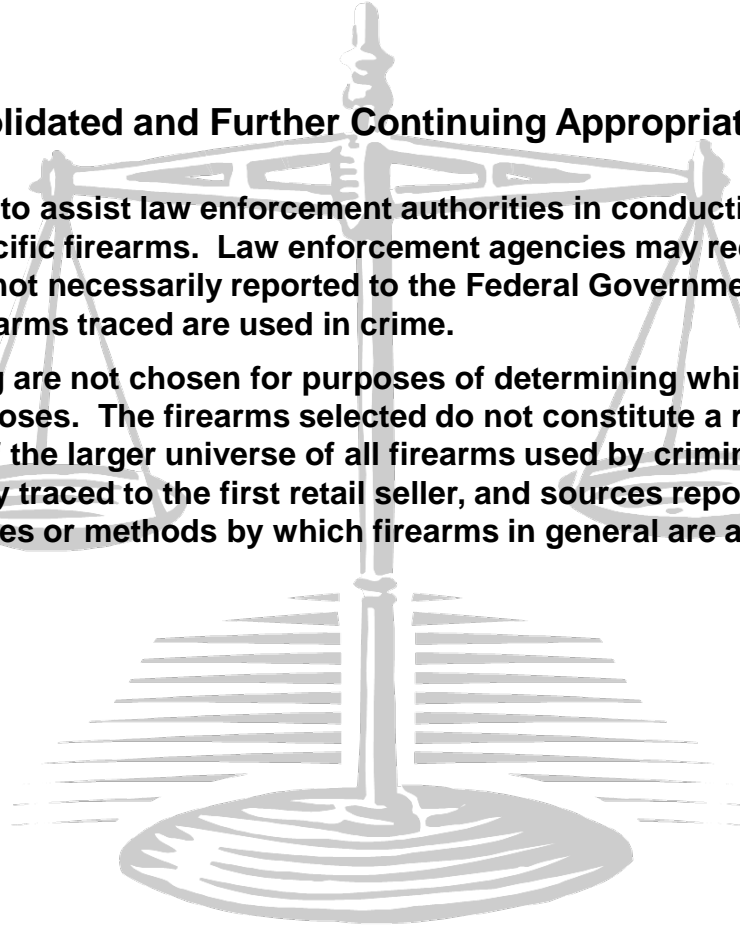 olidated and Further Continuing Appropriat
to assist law enforcement authorities in conducti
cific firearms. Law enforcement agencies may re
not necessarily reported to the Federal Governme
arms traced are used in crime.
g are not chosen for purposes of determining whi
oses. The firearms selected do not constitute a r
the larger universe of all firearms used by crimin
y traced to the first retail seller, and sources repo
es or methods by which firearms in general are a